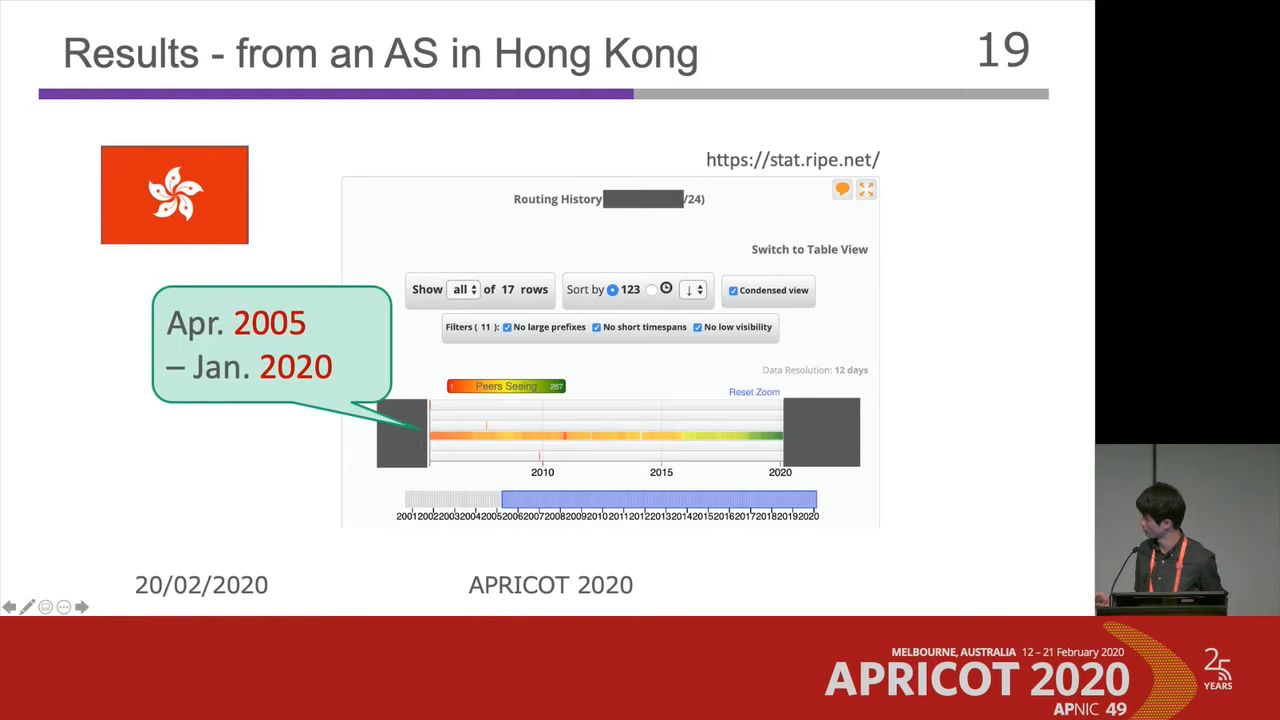 Results - from an AS in Hong Kong
19
https://stat.ripe.net/
Routing History
/24)
Switch to Table View
Show all of 17 rows
Sort by 123
Condensed view
Filters ( 11 ): No large prefixes No short timespans No low visibility
Apr. 2005
– Jan. 2020
Data Resolution: 12 days
1 Peers Seeing 267
Reset Zoom
2010 2015 2020
2001 2002 2003 2004 2005 2006 2007 2008 2009 2010 2011 2012 2013 2014 2015 2016 2017 2018 2019 2020
20/02/2020
APRICOT 2020
MELBOURNE, AUSTRALIA 12 – 21 February 2020
APRICOT 2020
APNIC 49
25
YEARS